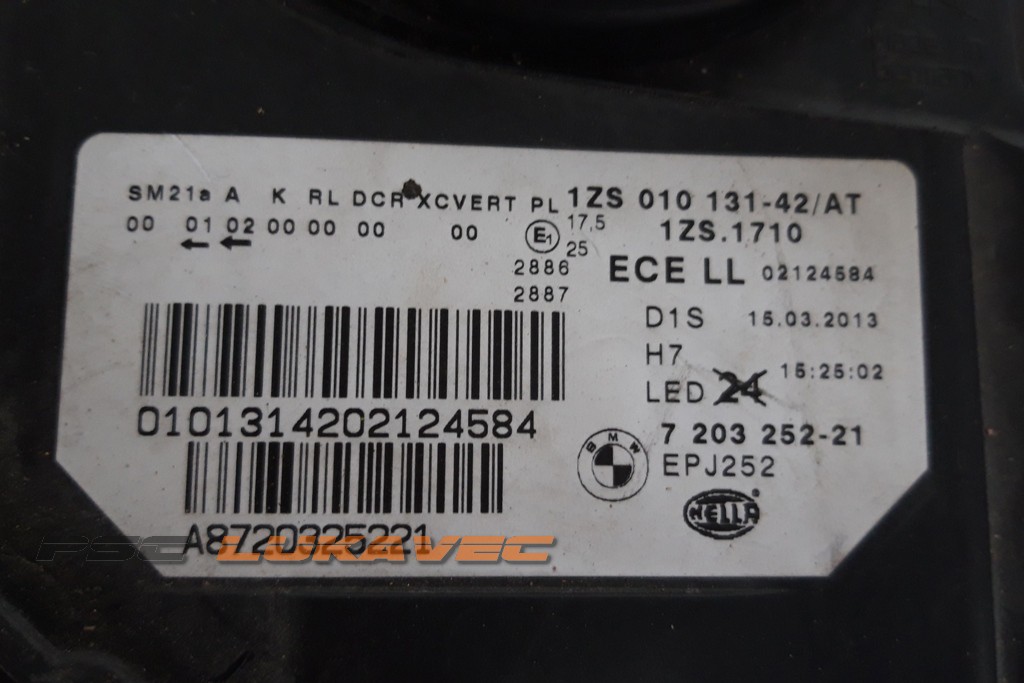 SM21a A K RL DCR XCVERT PL 1ZS 010 131-42/AT
00 01 02 00 00 00 00 E1 17,5 1ZS.1710
25
2886 ECE LL 02124584
2887
D1S 15.03.2013
H7
15:25:02
LED 24
0101314202124584
BMW 7 203 252-21
EPJ252
HELLA ®
A8720325221
PSC LUKAVEC